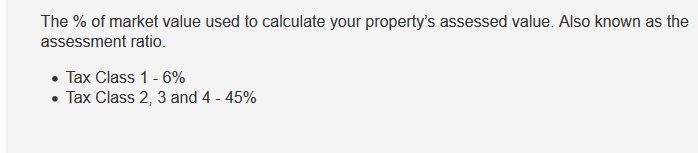 The % of market value used to calculate your property's assessed value. Also known as the
assessment ratio.
• Tax Class 1 - 6%
• Tax Class 2, 3 and 4 - 45%